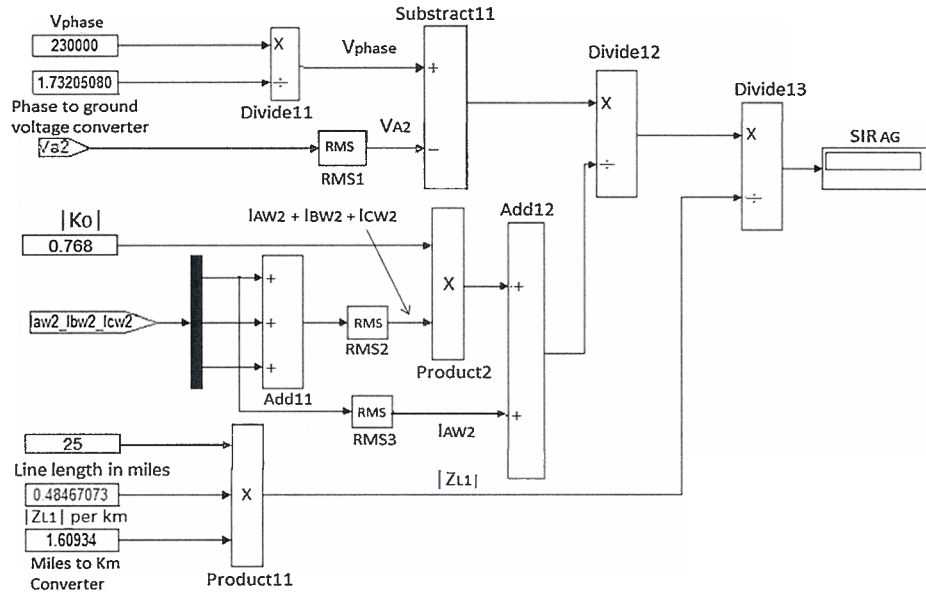 Vphase
230000
X
1.73205080
÷
Phase to ground
voltage converter
Divide11
Va2
RMS
RMS1
Vphase
VA2
Substract11
+
−
Divide12
X
÷
Divide13
X
÷
SIR AG
|K0|
0.768
IAW2 + IBW2 + ICW2
Iaw2_Ibw2_Icw2
+
+
+
Add11
RMS
RMS2
X
Product2
Add12
+
+
RMS
RMS3
IAW2
25
Line length in miles
0.48467073
|ZL1| per km
1.60934
Miles to Km
Converter
X
Product11
|ZL1|